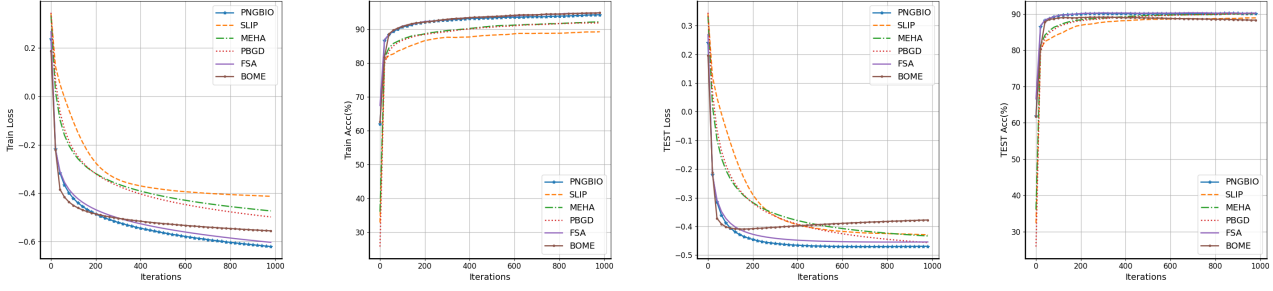 0.2
0.0
−0.2
−0.4
−0.6
Train Loss
0
200
400
600
800
1000
Iterations
PNGBIO
SLIP
MEHA
PBGD
FSA
BOME
90
80
70
60
50
40
30
Train Accc(%)
0
200
400
600
800
1000
Iterations
PNGBIO
SLIP
MEHA
PBGD
FSA
BOME
0.3
0.2
0.1
0.0
−0.1
−0.2
−0.3
−0.4
−0.5
TEST Loss
0
200
400
600
800
1000
Iterations
PNGBIO
SLIP
MEHA
PBGD
FSA
BOME
90
80
70
60
50
40
30
TEST Acc(%)
0
200
400
600
800
1000
Iterations
PNGBIO
SLIP
MEHA
PBGD
FSA
BOME